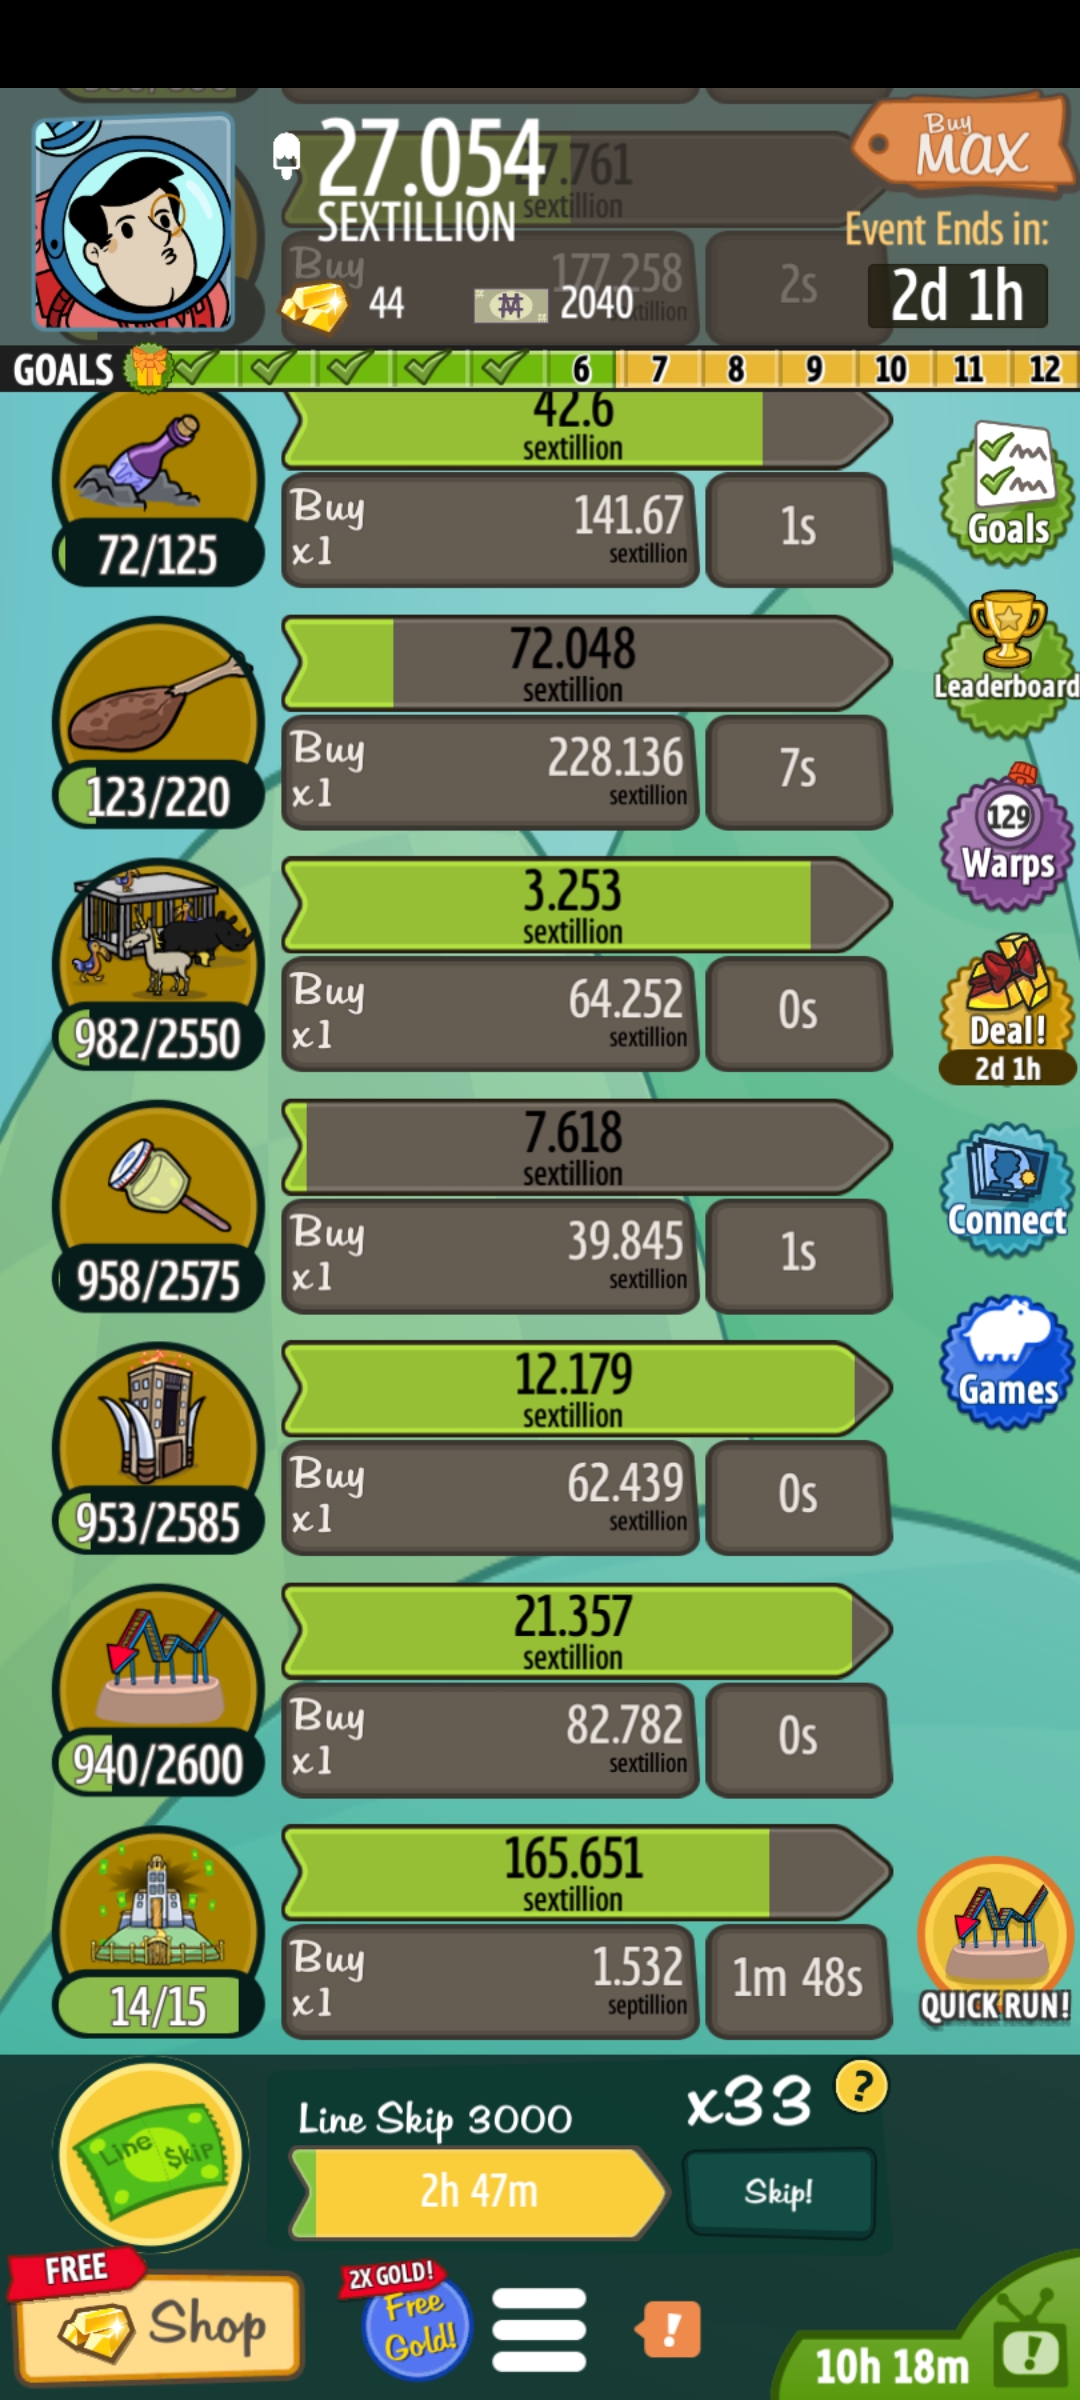 27.054
SEXTILLION
44
2040
Buy
MAX
Event Ends in:
2d 1h
27.761
sextillion
Buy
177.258
2s
GOALS
6
7
8
9
10
11
12
42.6
sextillion
72/125
Buy
x1
141.67
sextillion
1s
Goals
72.048
sextillion
123/220
Buy
x1
228.136
sextillion
7s
Leaderboard
129
Warps
3.253
sextillion
982/2550
Buy
x1
64.252
sextillion
0s
Deal!
2d 1h
7.618
sextillion
958/2575
Buy
x1
39.845
sextillion
1s
Connect
12.179
sextillion
953/2585
Buy
x1
62.439
sextillion
0s
Games
21.357
sextillion
940/2600
Buy
x1
82.782
sextillion
0s
165.651
sextillion
14/15
Buy
x1
1.532
septillion
1m 48s
QUICK RUN!
Line $kip
Line Skip 3000
x33
?
2h 47m
Skip!
FREE
Shop
2X GOLD!
Free
Gold!
!
10h 18m
!